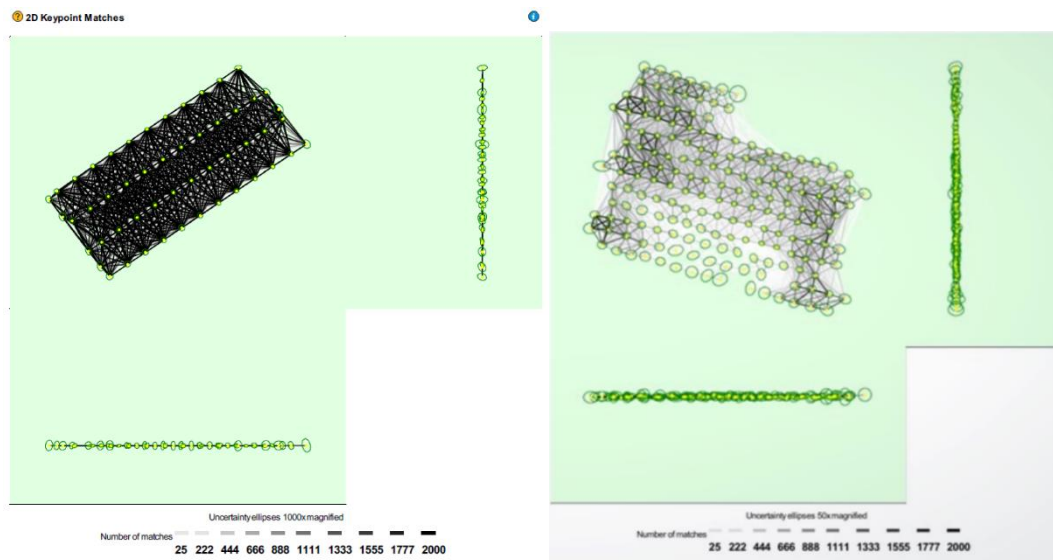 ? 2D Keypoint Matches i
Uncertainty ellipses 1000x magnified
Number of matches
25 222 444 666 888 1111 1333 1555 1777 2000
Uncertainty ellipses 50x magnified
Number of matches
25 222 444 666 888 1111 1333 1555 1777 2000